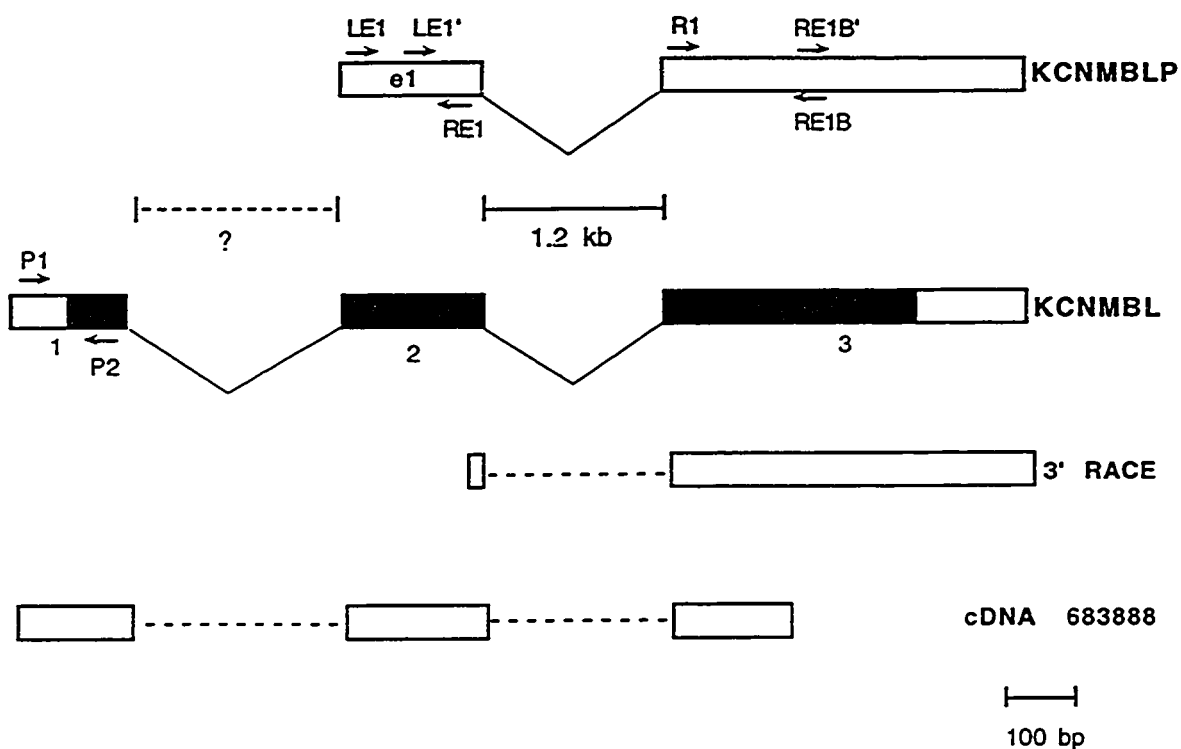 LE1 LE1' R1 RE1B'
e1 KCNMBLP
RE1 RE1B
? 1.2 kb
P1
KCNMBL
1 P2 2 3
3' RACE
cDNA 683888
100 bp